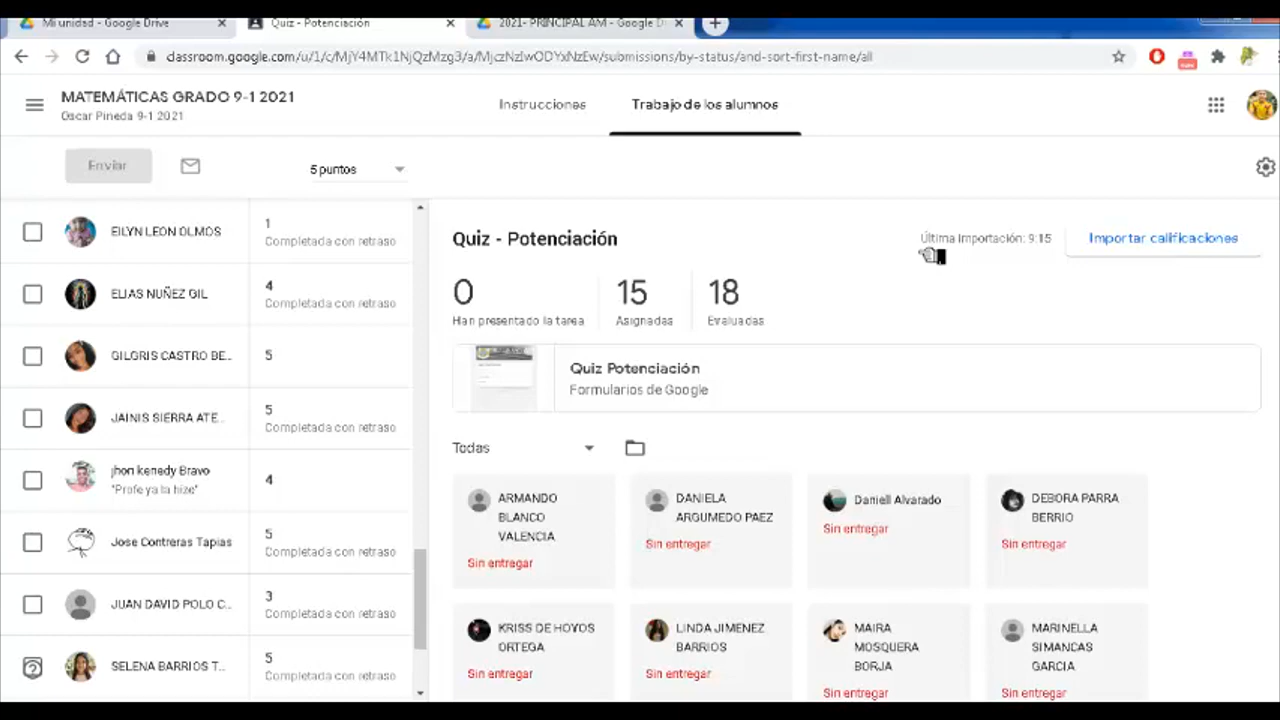 Mi unidad - Google Drive
Quiz - Potenciación
2021- PRINCIPAL AM - Google D
classroom.google.com/u/1/c/MjY4MTk1NjQzMzg3/a/MjczNzIwODYxNzEw/submissions/by-status/and-sort-first-name/all
MATEMÁTICAS GRADO 9-1 2021
Oscar Pineda 9-1 2021
Instrucciones
Trabajo de los alumnos
Enviar
5 puntos
EILYN LEON OLMOS
1
Completada con retraso
ELIAS NUÑEZ GIL
4
Completada con retraso
GILGRIS CASTRO BE...
5
JAINIS SIERRA ATE...
5
Completada con retraso
jhon kenedy Bravo
"Profe ya la hize"
4
Jose Contreras Tapias
5
Completada con retraso
JUAN DAVID POLO C...
3
Completada con retraso
SELENA BARRIOS T...
5
Completada con retraso
Quiz - Potenciación
Última importación: 9:15
Importar calificaciones
0
Han presentado la tarea
15
Asignadas
18
Evaluadas
Quiz Potenciación
Formularios de Google
Todas
ARMANDO
BLANCO
VALENCIA
Sin entregar
DANIELA
ARGUMEDO PAEZ
Sin entregar
Daniell Alvarado
Sin entregar
DEBORA PARRA
BERRIO
Sin entregar
KRISS DE HOYOS
ORTEGA
Sin entregar
LINDA JIMENEZ
BARRIOS
Sin entregar
MAIRA
MOSQUERA
BORJA
Sin entregar
MARINELLA
SIMANCAS
GARCIA
Sin entregar